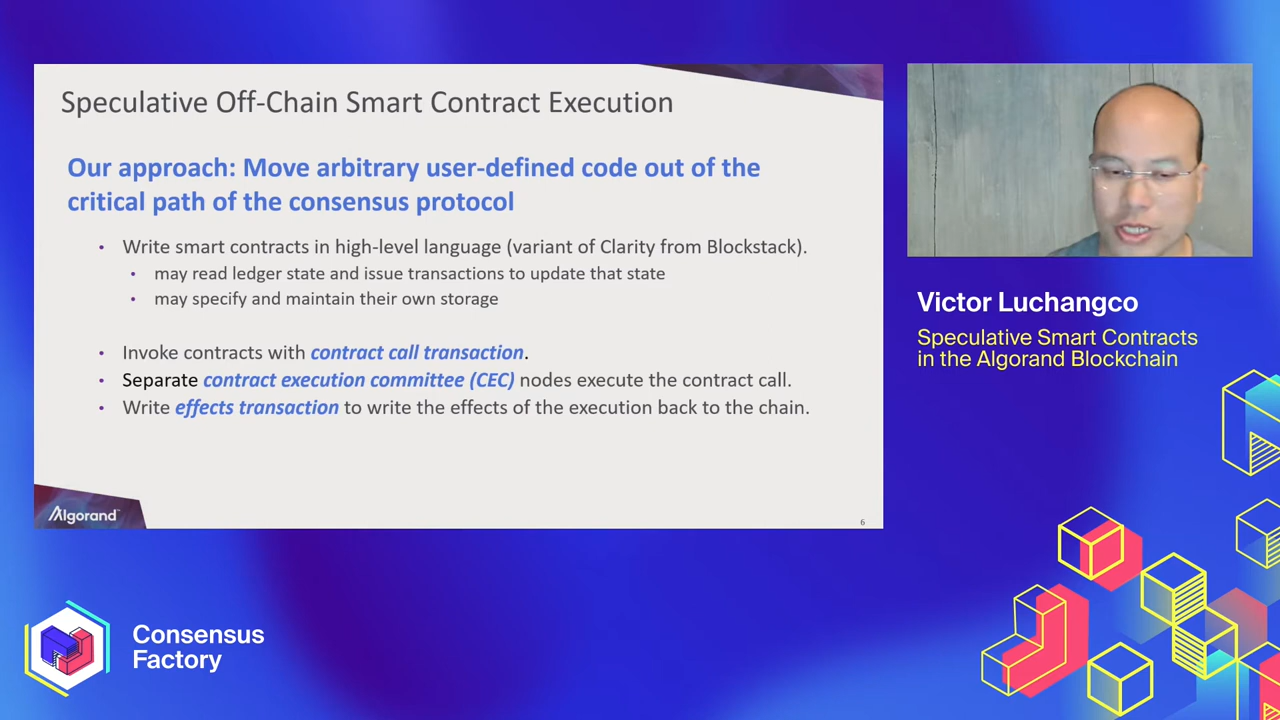 Speculative Off-Chain Smart Contract Execution
Our approach: Move arbitrary user-defined code out of the
critical path of the consensus protocol
• Write smart contracts in high-level language (variant of Clarity from Blockstack).
• may read ledger state and issue transactions to update that state
• may specify and maintain their own storage
• Invoke contracts with contract call transaction.
• Separate contract execution committee (CEC) nodes execute the contract call.
• Write effects transaction to write the effects of the execution back to the chain.
Algorand
6
Victor Luchangco
Speculative Smart Contracts
in the Algorand Blockchain
Consensus
Factory